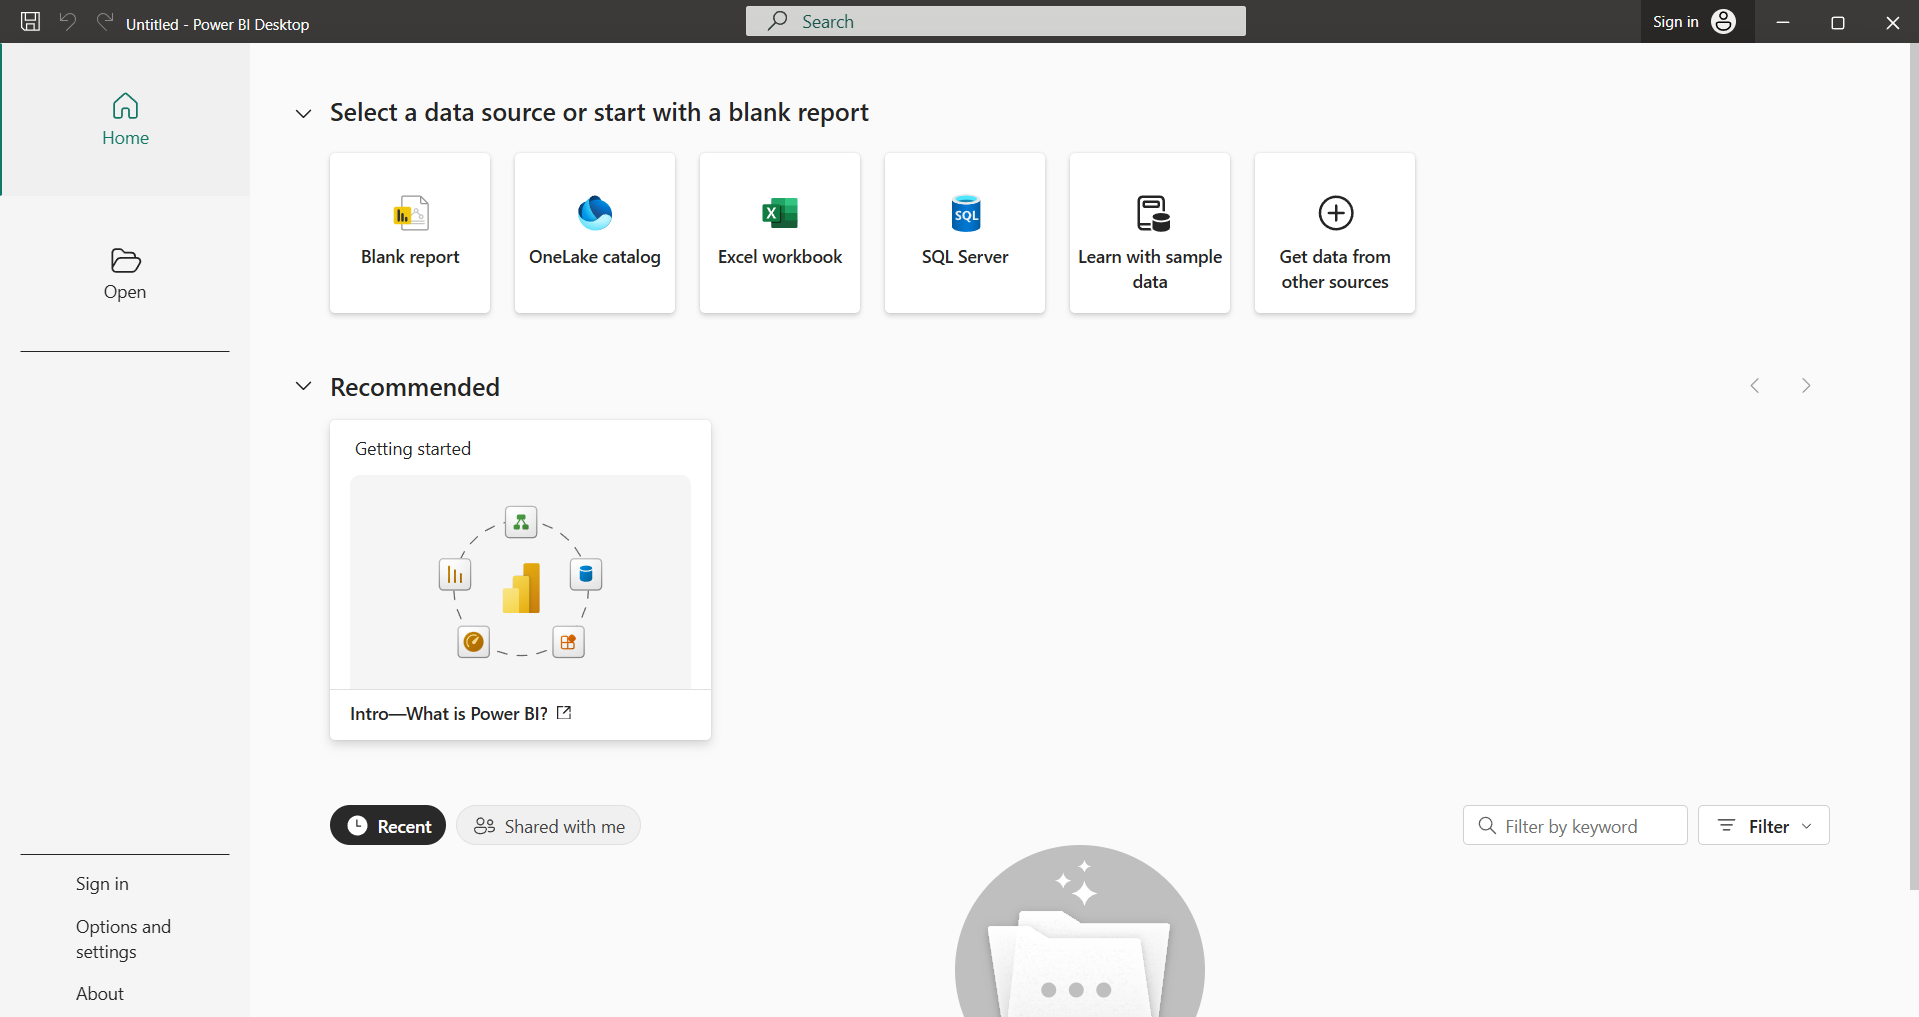 Untitled - Power BI Desktop
Search
Sign in
Home
Open
Select a data source or start with a blank report
Blank report
OneLake catalog
Excel workbook
SQL
SQL Server
Learn with sample
data
Get data from
other sources
Recommended
Getting started
Intro—What is Power BI?
Recent
Shared with me
Filter by keyword
Filter
Sign in
Options and
settings
About